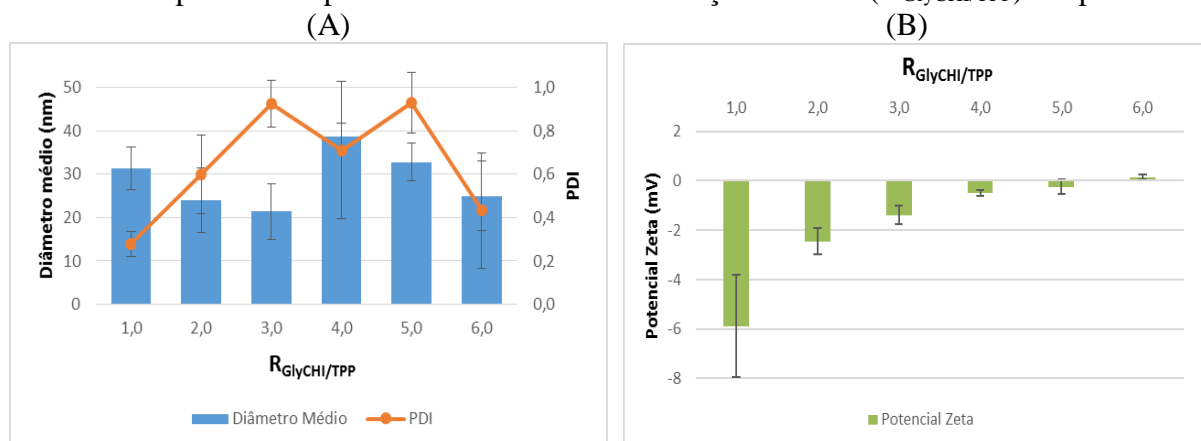 (A)
(B)
Diâmetro médio (nm)
50
40
30
20
10
0
1,0
0,8
0,6
0,4
0,2
0,0
PDI
1,0 2,0 3,0 4,0 5,0 6,0
RGlyCHI/TPP
Diâmetro Médio PDI
RGlyCHI/TPP
1,0 2,0 3,0 4,0 5,0 6,0
Potencial Zeta (mV)
2
0
-2
-4
-6
-8
Potencial Zeta